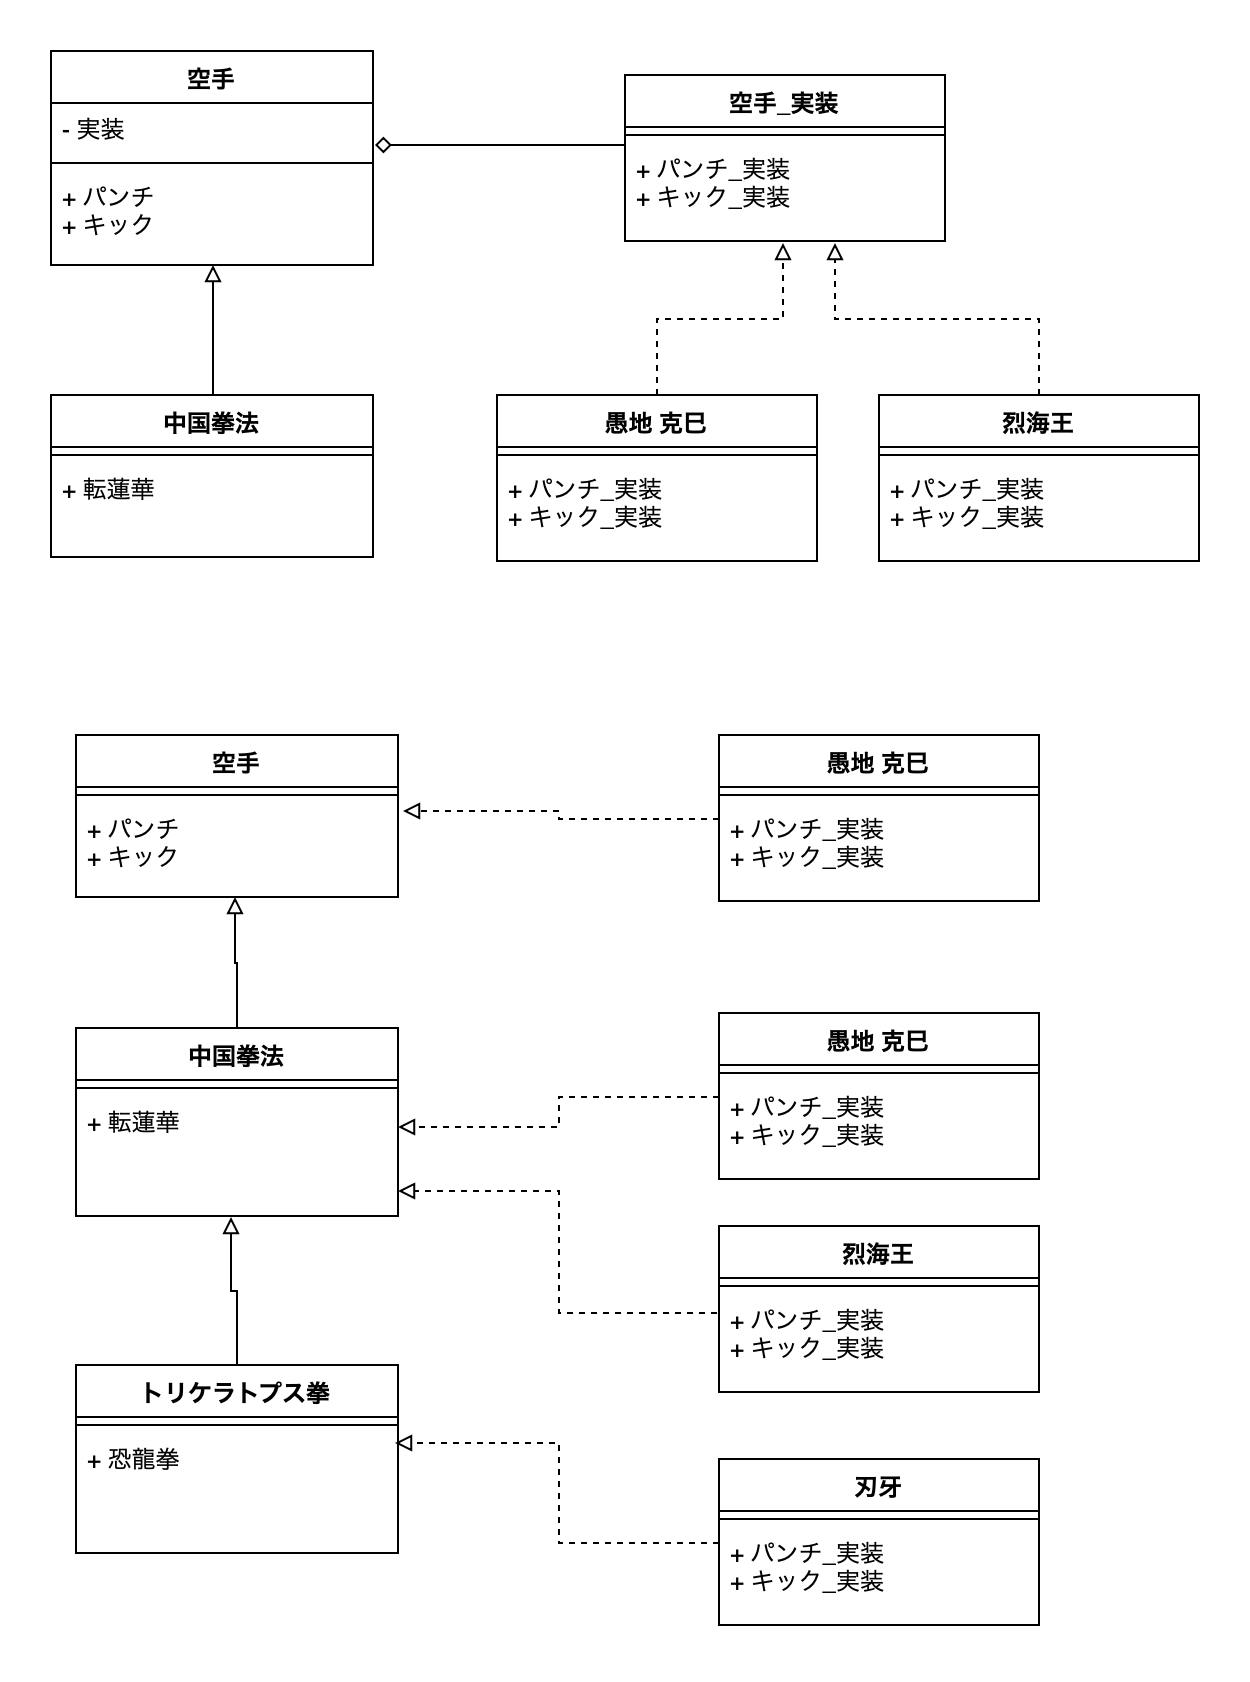 空手
- 実装
+ パンチ
+ キック
空手_実装
+ パンチ_実装
+ キック_実装
中国拳法
+ 転蓮華
愚地 克巳
+ パンチ_実装
+ キック_実装
烈海王
+ パンチ_実装
+ キック_実装
空手
+ パンチ
+ キック
愚地 克巳
+ パンチ_実装
+ キック_実装
中国拳法
+ 転蓮華
愚地 克巳
+ パンチ_実装
+ キック_実装
烈海王
+ パンチ_実装
+ キック_実装
トリケラトプス拳
+ 恐龍拳
刃牙
+ パンチ_実装
+ キック_実装